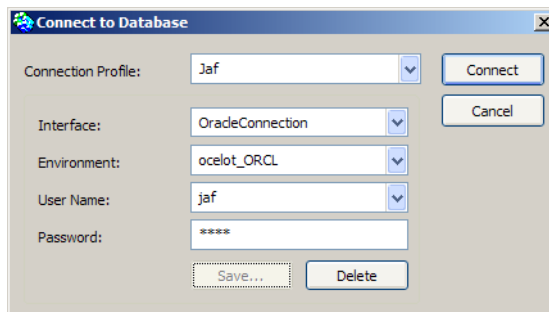 Connect to Database
Connection Profile: Jaf Connect
Cancel
Interface: OracleConnection
Environment: ocelot_ORCL
User Name: jaf
Password: ****
Save... Delete